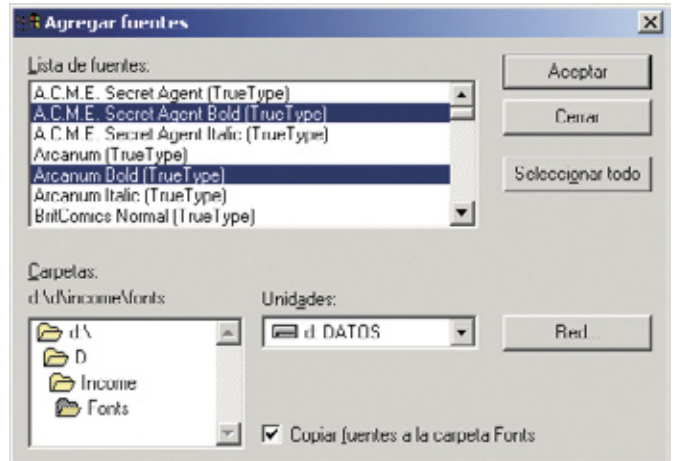 Agregar fuentes
Lista de fuentes:
A.C.M.E. Secret Agent (TrueType)
A.C.M.E. Secret Agent Bold (TrueType)
A.C.M.E. Secret Agent Italic (TrueType)
Arcanum (TrueType)
Arcanum Bold (TrueType)
Arcanum Italic (TrueType)
BritComics Normal (TrueType)
Aceptar
Cerrar
Seleccionar todo
Carpetas:
d:\d\income\fonts
d:\
D
Income
Fonts
Unidades:
d: DATOS
Red...
Copiar fuentes a la carpeta Fonts